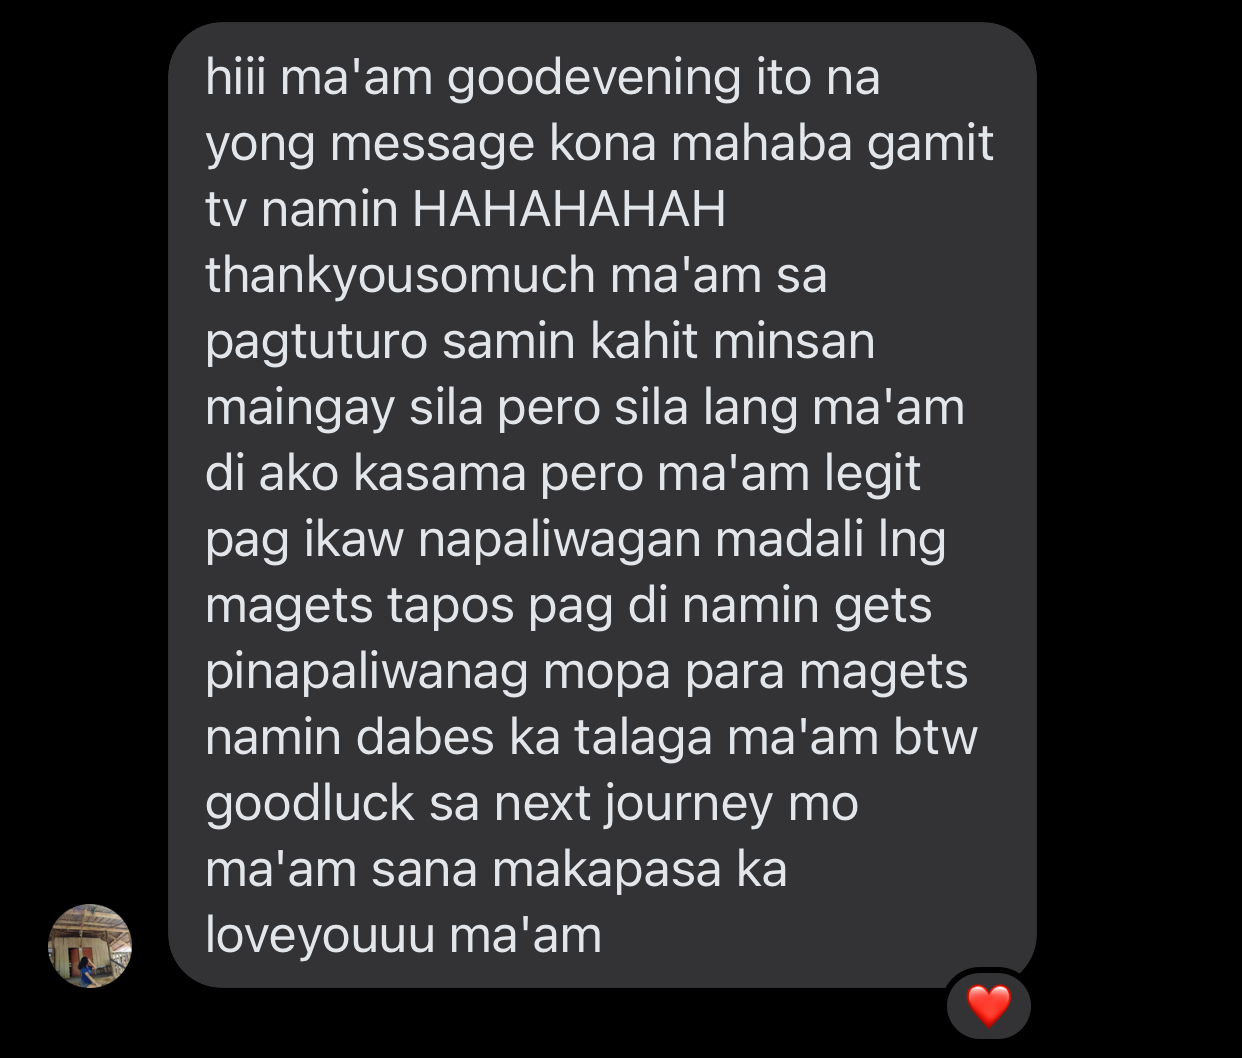 hiii ma'am goodevening ito na
yong message kona mahaba gamit
tv namin HAHAHAHAH
thankyousomuch ma'am sa
pagtuturo samin kahit minsan
maingay sila pero sila lang ma'am
di ako kasama pero ma'am legit
pag ikaw napaliwagan madali lng
magets tapos pag di namin gets
pinapaliwanag mopa para magets
namin dabes ka talaga ma'am btw
goodluck sa next journey mo
ma'am sana makapasa ka
loveyouuu ma'am